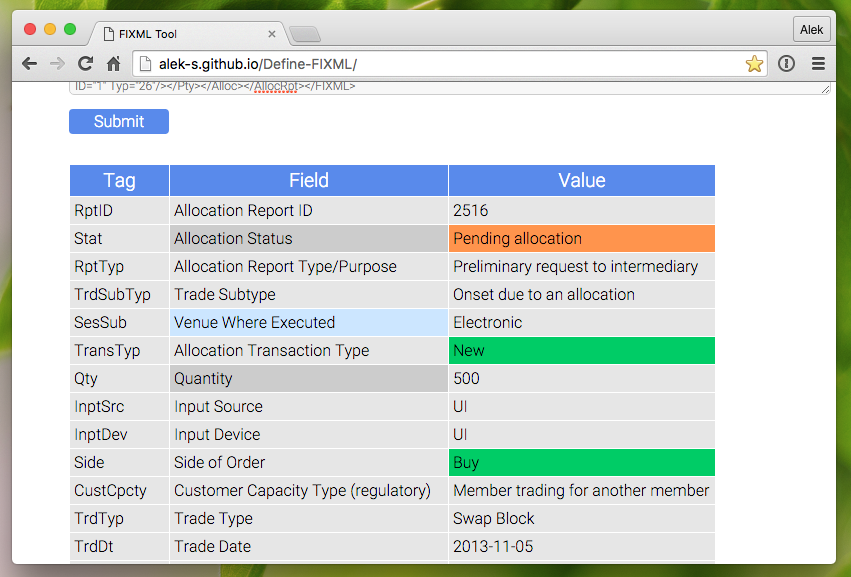 FIXML Tool
Alek
alek-s.github.io/Define-FIXML/
ID="1" Typ="26"/></Pty></Alloc></AllocRpt></FIXML>
Submit
Tag Field Value
RptID Allocation Report ID 2516
Stat Allocation Status Pending allocation
RptTyp Allocation Report Type/Purpose Preliminary request to intermediary
TrdSubTyp Trade Subtype Onset due to an allocation
SesSub Venue Where Executed Electronic
TransTyp Allocation Transaction Type New
Qty Quantity 500
InptSrc Input Source UI
InptDev Input Device UI
Side Side of Order Buy
CustCpcty Customer Capacity Type (regulatory) Member trading for another member
TrdTyp Trade Type Swap Block
TrdDt Trade Date 2013-11-05